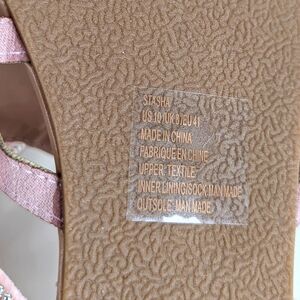 STASHA
US 10/UK 8/EU 41
MADE IN CHINA
FABRIQUE EN CHINE
UPPER: TEXTILE
INNER LINING/SOCK: MAN MADE
OUTSOLE: MAN MADE